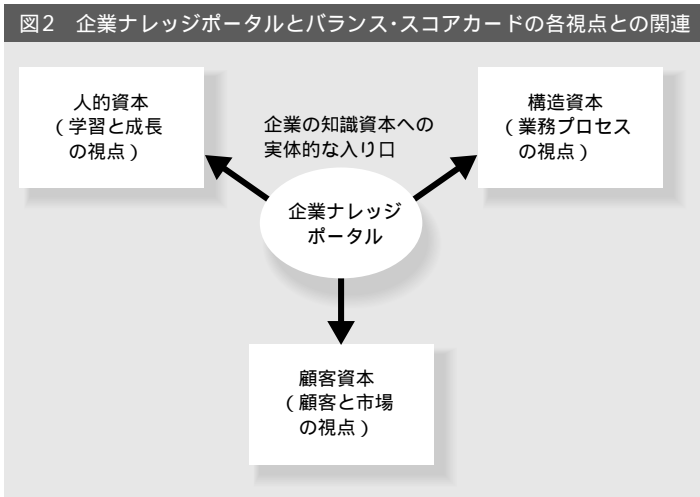 図2 企業ナレッジポータルとバランス・スコアカードの各視点との関連
人的資本
（学習と成長
の視点）
企業の知識資本への
実体的な入り口
構造資本
（業務プロセス
の視点）
企業ナレッジ
ポータル
顧客資本
（顧客と市場
の視点）